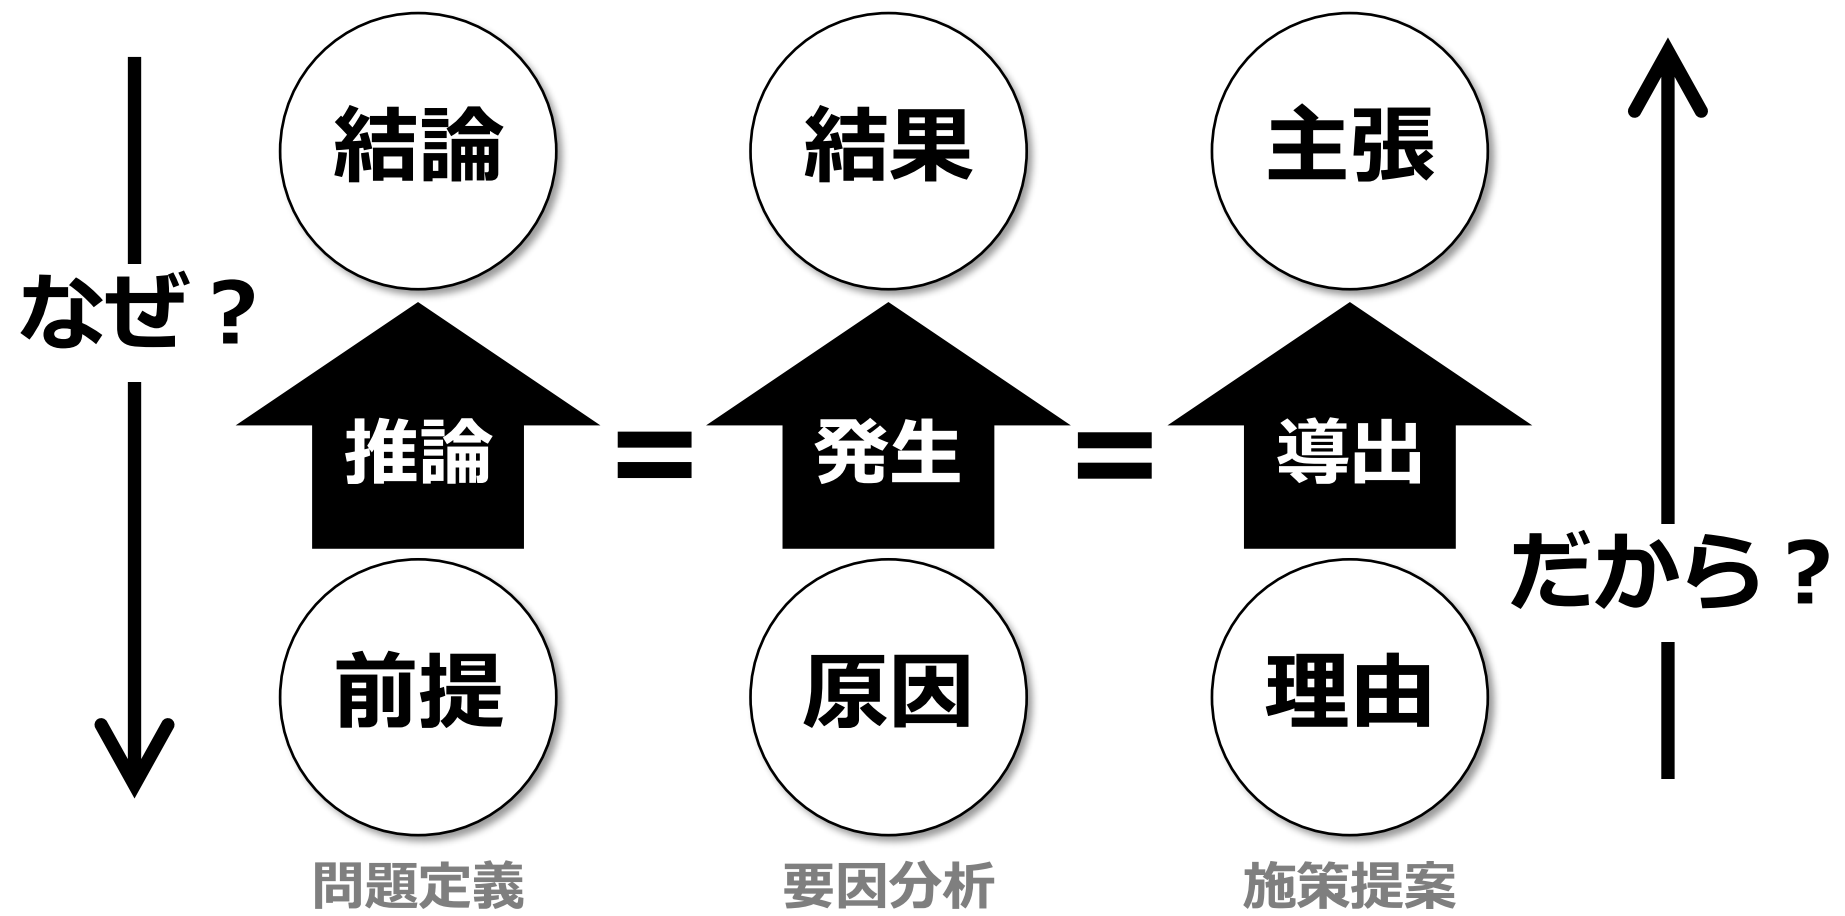 結論
結果
主張
なぜ？
推論
=
発生
=
導出
だから？
前提
原因
理由
問題定義
要因分析
施策提案